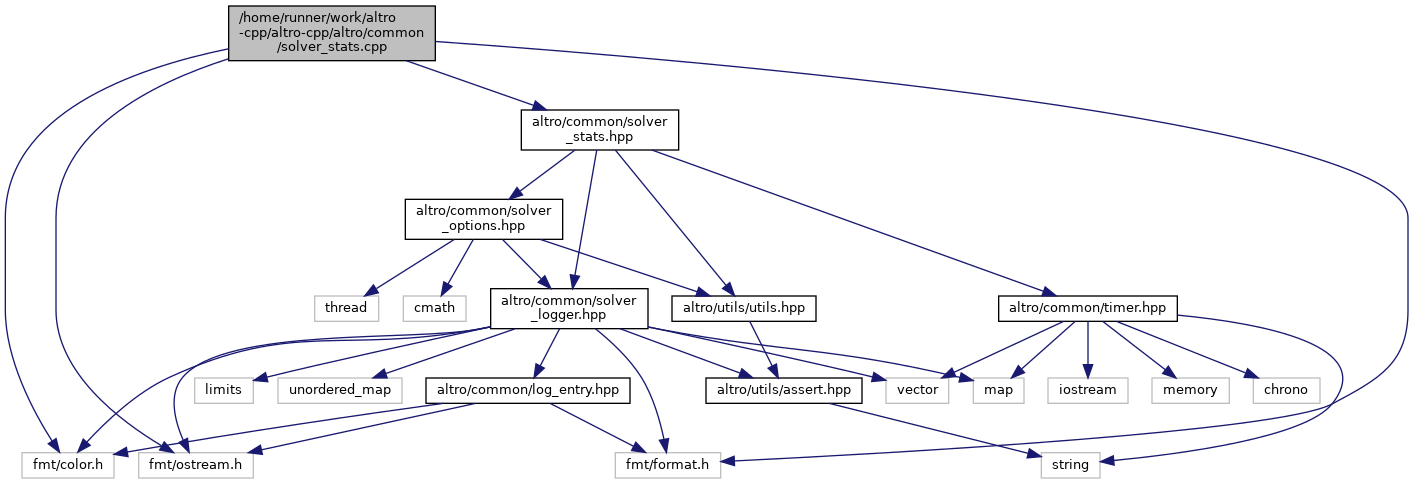 /home/runner/work/altro
-cpp/altro-cpp/altro/common
/solver_stats.cpp
altro/common/solver
_stats.hpp
altro/common/solver
_options.hpp
thread
cmath
altro/common/solver
_logger.hpp
altro/utils/utils.hpp
altro/common/timer.hpp
limits
unordered_map
altro/common/log_entry.hpp
altro/utils/assert.hpp
vector
map
iostream
memory
chrono
fmt/color.h
fmt/ostream.h
fmt/format.h
string